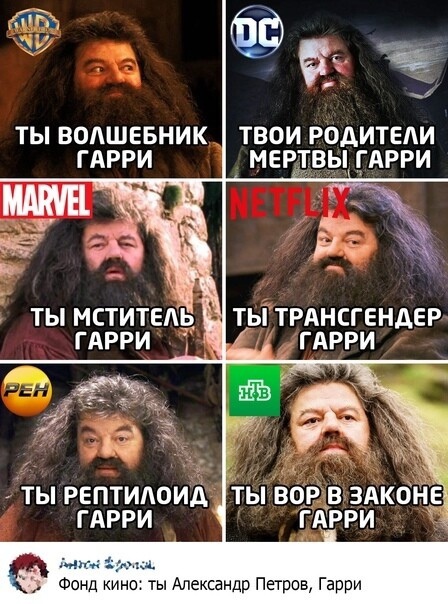 WB
DC
ТЫ ВОЛШЕБНИК
ГАРРИ
ТВОИ РОДИТЕЛИ
МЕРТВЫ ГАРРИ
MARVEL
NETFLIX
ТЫ МСТИТЕЛЬ
ГАРРИ
ТЫ ТРАНСГЕНДЕР
ГАРРИ
РЕН
НТВ
ТЫ РЕПТИЛОИД
ГАРРИ
ТЫ ВОР В ЗАКОНЕ
ГАРРИ
Фонд кино: ты Александр Петров, Гарри